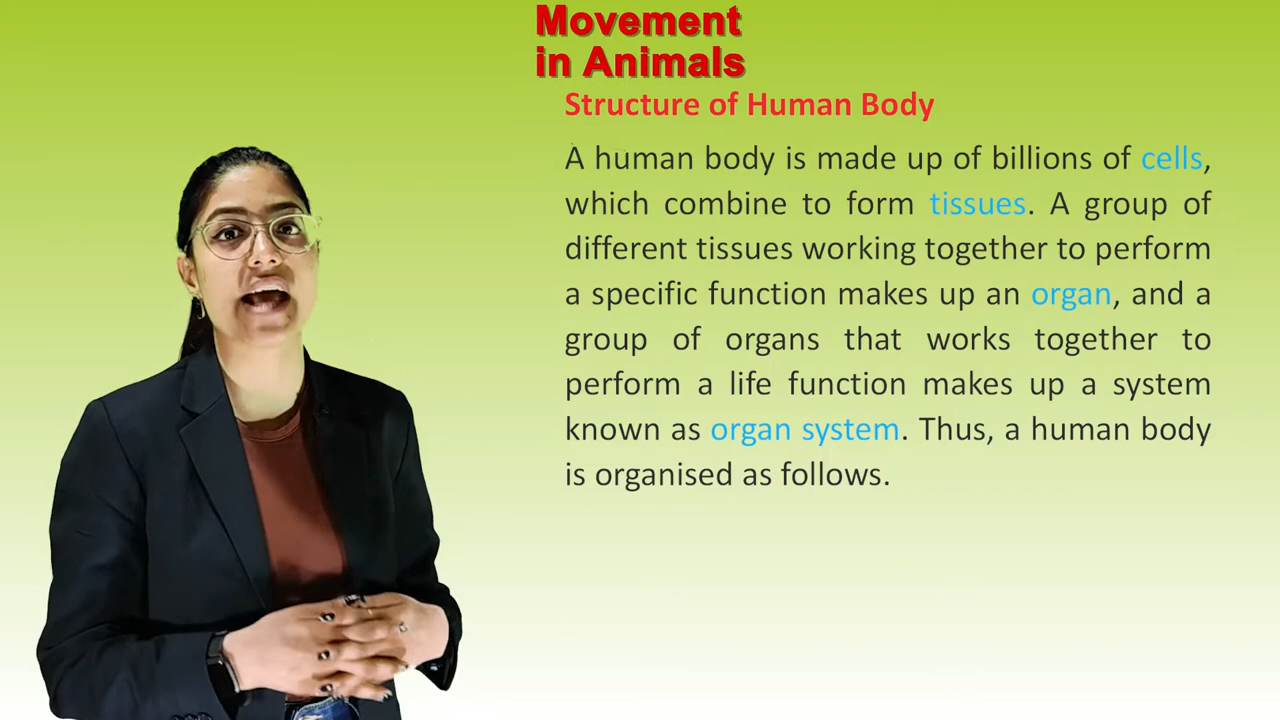 Movement
in Animals
Structure of Human Body
A human body is made up of billions of cells,
which combine to form tissues. A group of
different tissues working together to perform
a specific function makes up an organ, and a
group of organs that works together to
perform a life function makes up a system
known as organ system. Thus, a human body
is organised as follows.